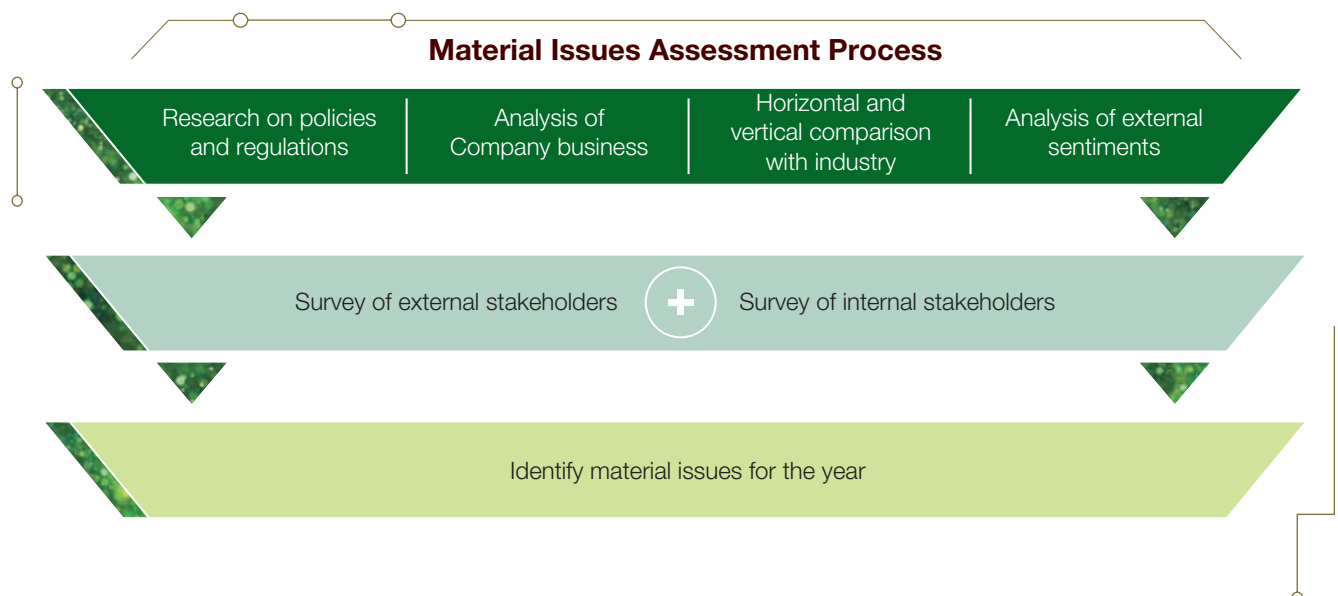 Material Issues Assessment Process
Research on policies
and regulations
Analysis of
Company business
Horizontal and
vertical comparison
with industry
Analysis of external
sentiments
Survey of external stakeholders
Survey of internal stakeholders
Identify material issues for the year